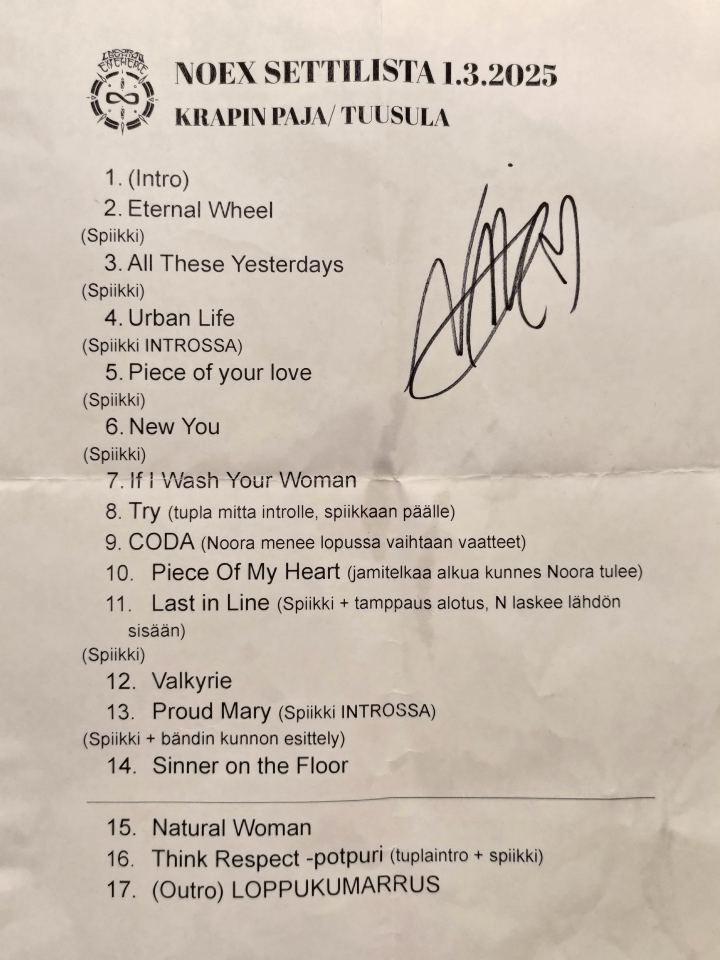 NOEX SETTILISTA 1.3.2025
KRAPIN PAJA/ TUUSULA
1. (Intro)
2. Eternal Wheel
(Spiikki)
3. All These Yesterdays
(Spiikki)
4. Urban Life
(Spiikki INTROSSA)
5. Piece of your love
(Spiikki)
6. New You
(Spiikki)
7. If I Wash Your Woman
8. Try (tupla mitta introlle, spiikkaan päälle)
9. CODA (Noora menee lopussa vaihtaan vaatteet)
10. Piece Of My Heart (jamitelkaa alkua kunnes Noora tulee)
11. Last in Line (Spiikki + tamppaus alotus, N laskee lähdön
sisään)
(Spiikki)
12. Valkyrie
13. Proud Mary (Spiikki INTROSSA)
(Spiikki + bändin kunnon esittely)
14. Sinner on the Floor
15. Natural Woman
16. Think Respect -potpuri (tuplaintro + spiikki)
17. (Outro) LOPPUKUMARRUS